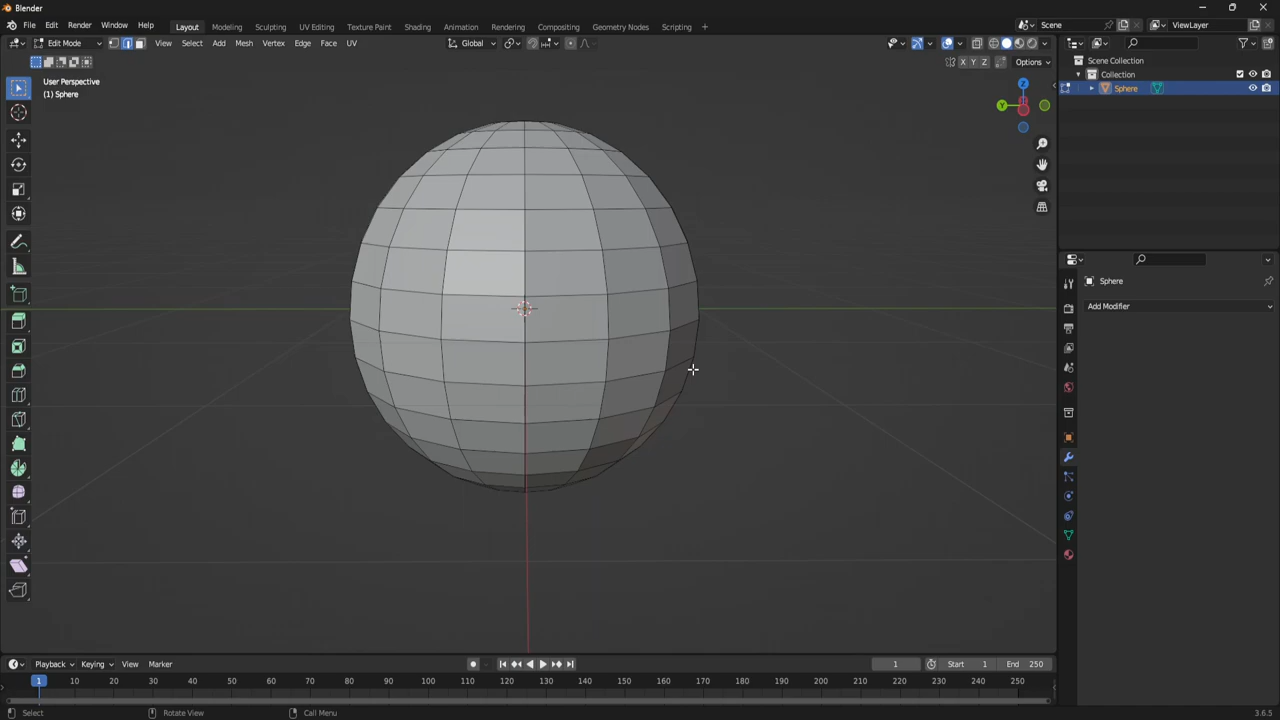 Blender
File Edit Render Window Help Layout Modeling Sculpting UV Editing Texture Paint Shading Animation Rendering Compositing Geometry Nodes Scripting + Scene ViewLayer
Edit Mode View Select Add Mesh Vertex Edge Face UV Global
X Y Z Options
User Perspective
(1) Sphere
Scene Collection
Collection
Sphere
Z
Y
Sphere
Add Modifier
Playback Keying View Marker 1 Start 1 End 250
1 10 20 30 40 50 60 70 80 90 100 110 120 130 140 150 160 170 180 190 200 210 220 230 240 250
Select Rotate View Call Menu 3.6.5